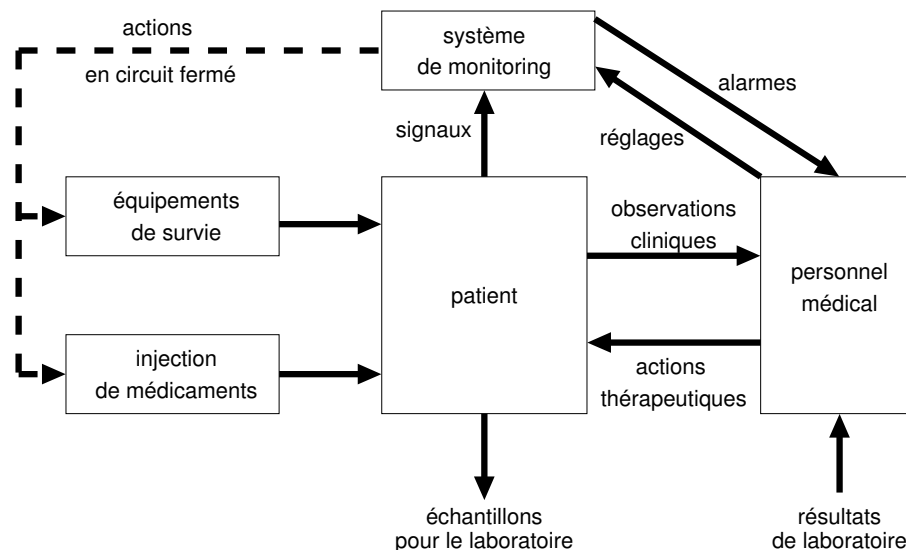 actions
en circuit fermé
système
de monitoring
alarmes
signaux
réglages
équipements
de survie
observations
cliniques
patient
personnel
médical
injection
de médicaments
actions
thérapeutiques
échantillons
pour le laboratoire
résultats
de laboratoire